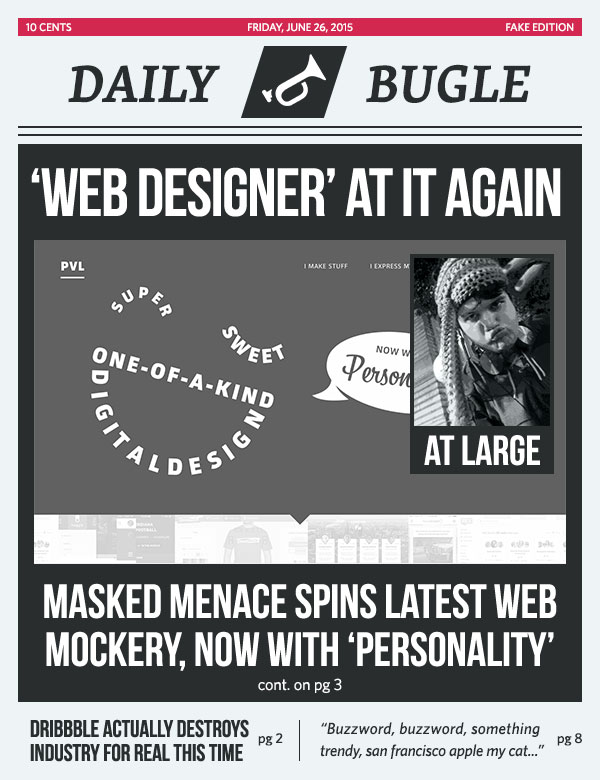 10 CENTS FRIDAY, JUNE 26, 2015 FAKE EDITION
DAILY BUGLE
‘WEB DESIGNER’ AT IT AGAIN
PVL
I MAKE STUFF I EXPRESS
SUPER
SWEET
ONE-OF-A-KIND
DIGITAL DESIGN
NOW
AT LARGE
MASKED MENACE SPINS LATEST WEB
MOCKERY, NOW WITH ‘PERSONALITY’
cont. on pg 3
DRIBBBLE ACTUALLY DESTROYS
INDUSTRY FOR REAL THIS TIME
pg 2
“Buzzword, buzzword, something
trendy, san francisco apple my cat...”
pg 8